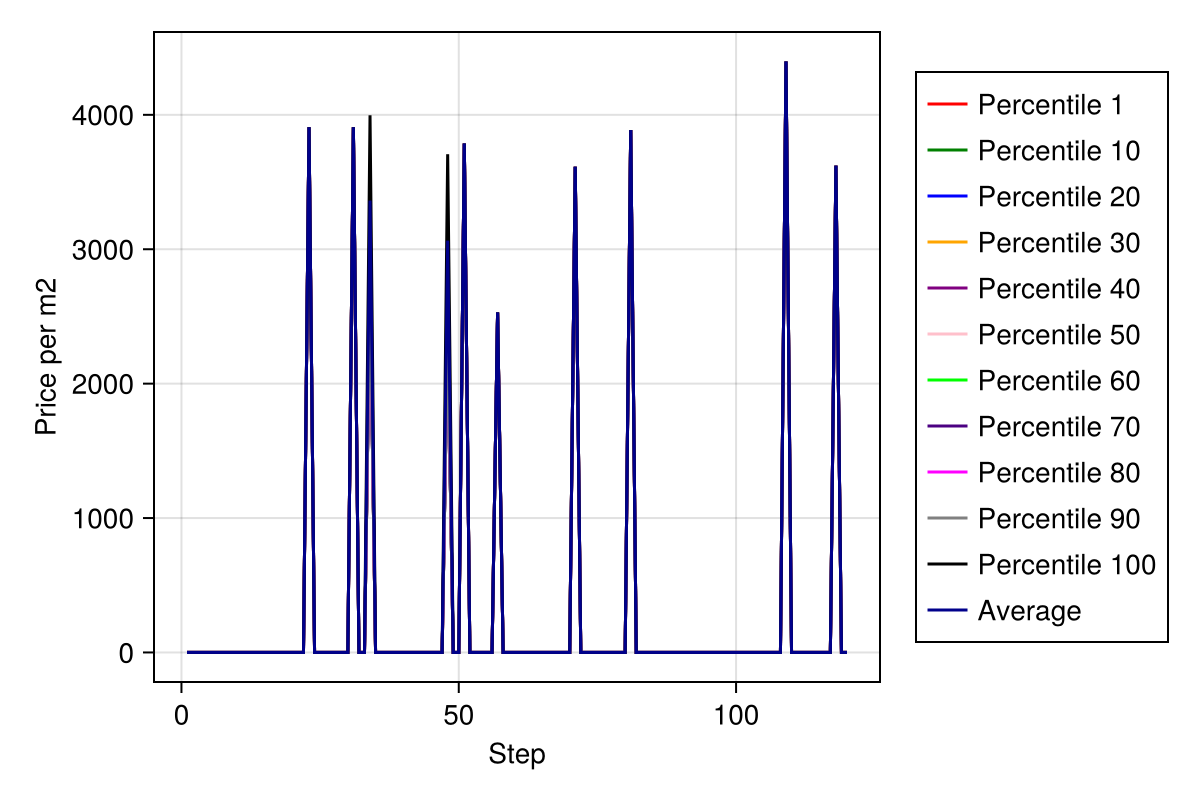 Price per m2
4000
3000
2000
1000
0
0
50
100
Step
Percentile 1
Percentile 10
Percentile 20
Percentile 30
Percentile 40
Percentile 50
Percentile 60
Percentile 70
Percentile 80
Percentile 90
Percentile 100
Average